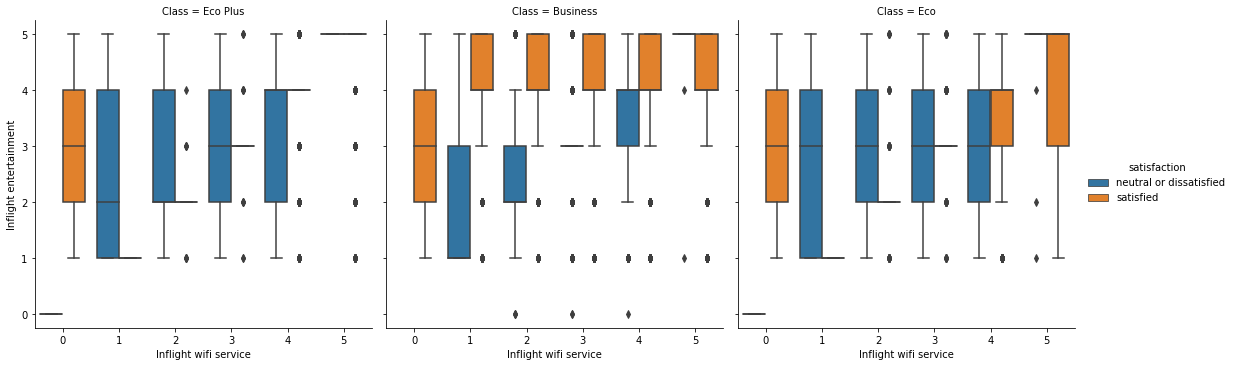 Class = Eco Plus
Class = Business
Class = Eco
Inflight entertainment
5
4
3
2
1
0
0 1 2 3 4 5
0 1 2 3 4 5
0 1 2 3 4 5
Inflight wifi service
Inflight wifi service
Inflight wifi service
satisfaction
neutral or dissatisfied
satisfied